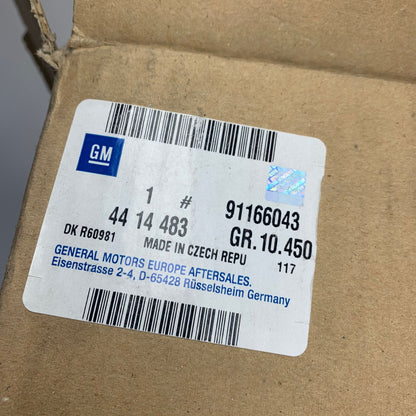 GM
1 # 91166043
44 14 483 GR.10.450
DK R60981 MADE IN CZECH REPU 117
GENERAL MOTORS EUROPE AFTERSALES.
Eisenstrasse 2-4, D-65428 Rüsselsheim Germany